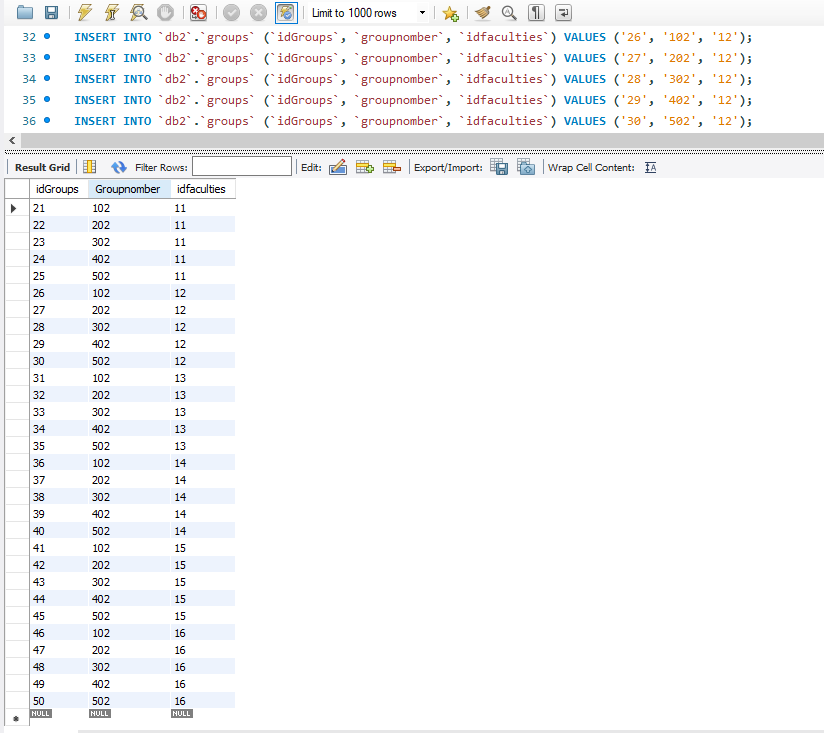 Limit to 1000 rows
32 INSERT INTO `db2`.`groups` (`idGroups`, `groupnomber`, `idfaculties`) VALUES ('26', '102', '12');
33 INSERT INTO `db2`.`groups` (`idGroups`, `groupnomber`, `idfaculties`) VALUES ('27', '202', '12');
34 INSERT INTO `db2`.`groups` (`idGroups`, `groupnomber`, `idfaculties`) VALUES ('28', '302', '12');
35 INSERT INTO `db2`.`groups` (`idGroups`, `groupnomber`, `idfaculties`) VALUES ('29', '402', '12');
36 INSERT INTO `db2`.`groups` (`idGroups`, `groupnomber`, `idfaculties`) VALUES ('30', '502', '12');
Result Grid Filter Rows: Edit: Export/Import: Wrap Cell Content: IA
idGroups Groupnomber idfaculties
21 102 11
22 202 11
23 302 11
24 402 11
25 502 11
26 102 12
27 202 12
28 302 12
29 402 12
30 502 12
31 102 13
32 202 13
33 302 13
34 402 13
35 502 13
36 102 14
37 202 14
38 302 14
39 402 14
40 502 14
41 102 15
42 202 15
43 302 15
44 402 15
45 502 15
46 102 16
47 202 16
48 302 16
49 402 16
50 502 16
NULL NULL NULL